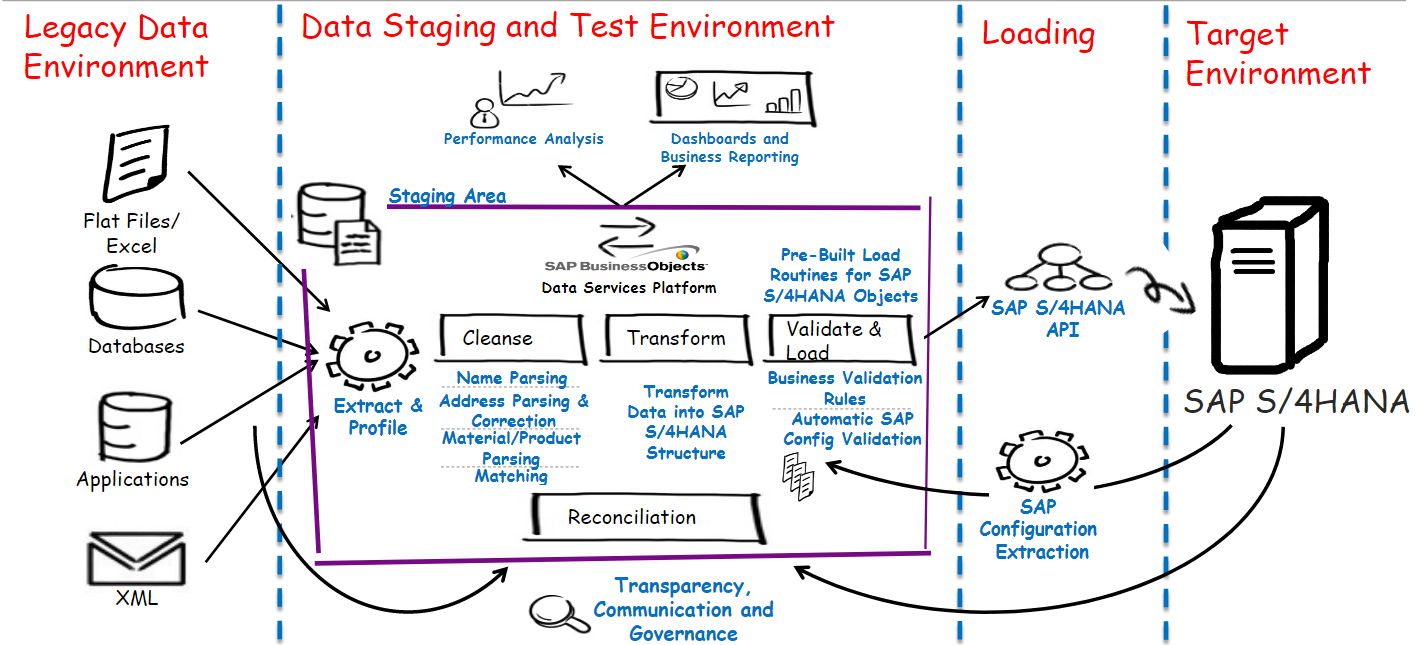 Legacy Data
Environment
Data Staging and Test Environment
Loading
Target
Environment
Flat Files/
Excel
Databases
Applications
XML
Performance Analysis
Dashboards and
Business Reporting
Staging Area
SAP BusinessObjects™
Data Services Platform
Pre-Built Load
Routines for SAP
S/4HANA Objects
Extract &
Profile
Cleanse
Name Parsing
Address Parsing &
Correction
Material/Product
Parsing
Matching
Transform
Transform
Data into SAP
S/4HANA
Structure
Validate &
Load
Business Validation
Rules
Automatic SAP
Config Validation
Reconciliation
Transparency,
Communication and
Governance
SAP S/4HANA
API
SAP
Configuration
Extraction
SAP S/4HANA